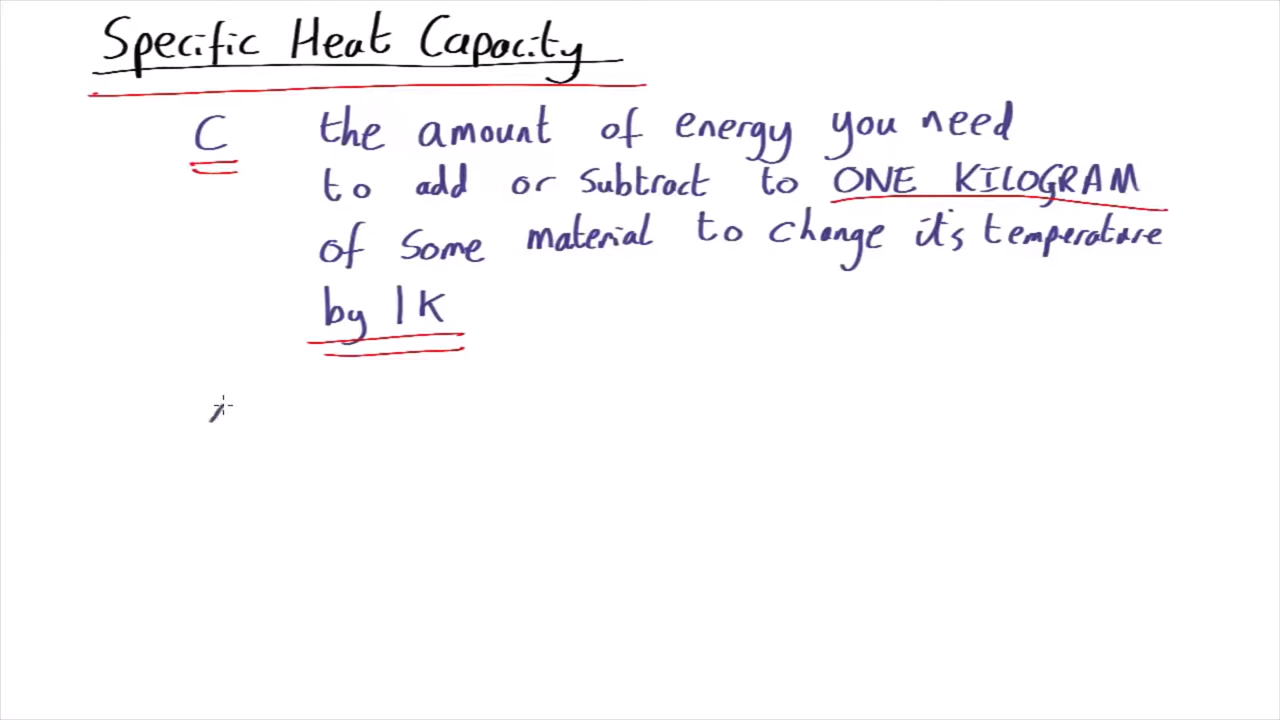 Specific Heat Capacity
C the amount of energy you need
to add or subtract to ONE KILOGRAM
of some material to change it's temperature
by 1K